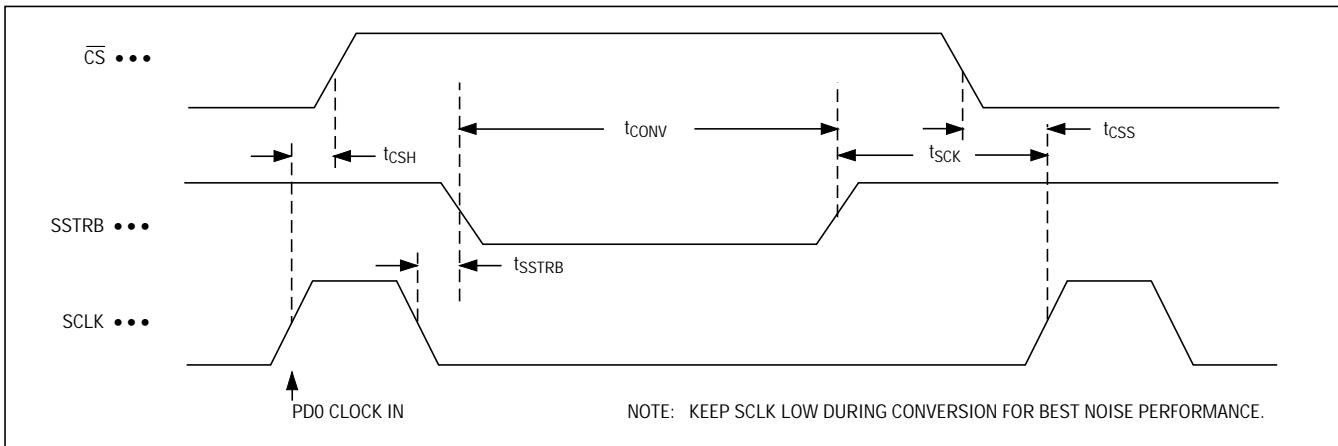 C̅S̅ •••
tCONV
tCSS
tCSH
tSCK
SSTRB •••
tSSTRB
SCLK •••
PD0 CLOCK IN
NOTE: KEEP SCLK LOW DURING CONVERSION FOR BEST NOISE PERFORMANCE.